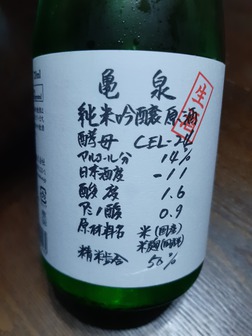 亀泉
純米吟醸原酒
生酒
酵母 CEL-24
アルコール分 14%
日本酒度 -11
酸度 1.6
アミノ酸 0.9
原材料名 米(国産)
米麹(国産米)
精米歩合 50%